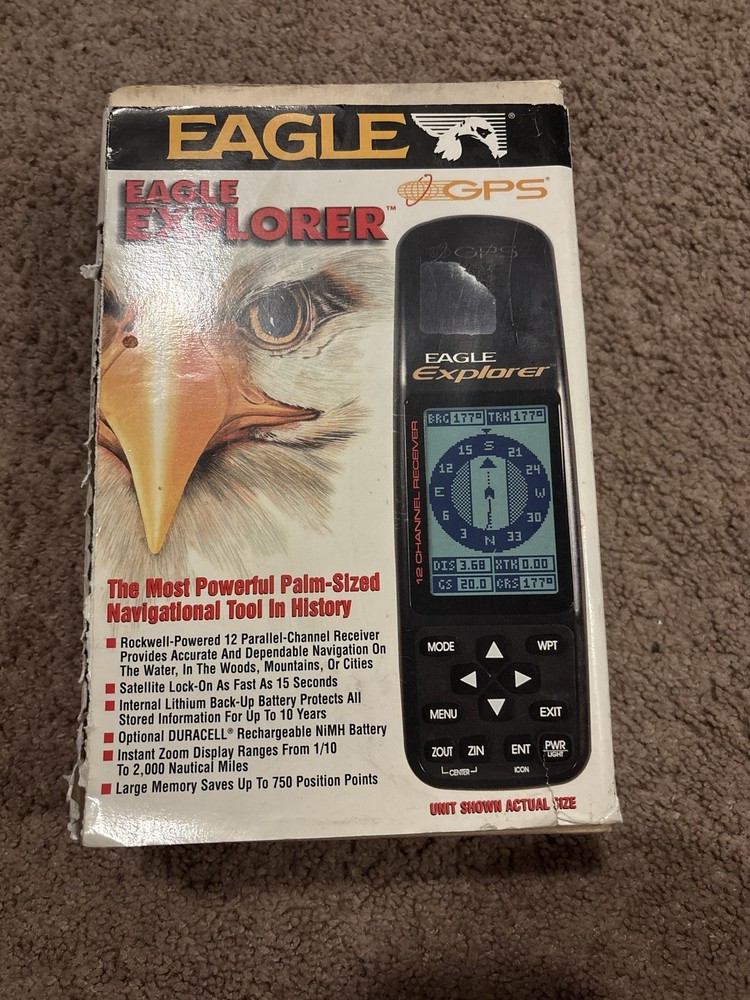 EAGLE ®
EAGLE
EXPLORER™
GPS®
GPS
EAGLE
Explorer
12 CHANNEL RECEIVER
BRG 177° TRK 177°
S
15 21
12 24
E W
6 30
3 33
N
DIS 3.68 XTK 0.00
GS 20.0 CRS 177°
MODE WPT
MENU EXIT
ZOUT ZIN ENT PWR
LIGHT
CENTER ICON
The Most Powerful Palm-Sized
Navigational Tool In History
Rockwell-Powered 12 Parallel-Channel Receiver
Provides Accurate And Dependable Navigation On
The Water, In The Woods, Mountains, Or Cities
Satellite Lock-On As Fast As 15 Seconds
Internal Lithium Back-Up Battery Protects All
Stored Information For Up To 10 Years
Optional DURACELL® Rechargeable NiMH Battery
Instant Zoom Display Ranges From 1/10
To 2,000 Nautical Miles
Large Memory Saves Up To 750 Position Points
UNIT SHOWN ACTUAL SIZE